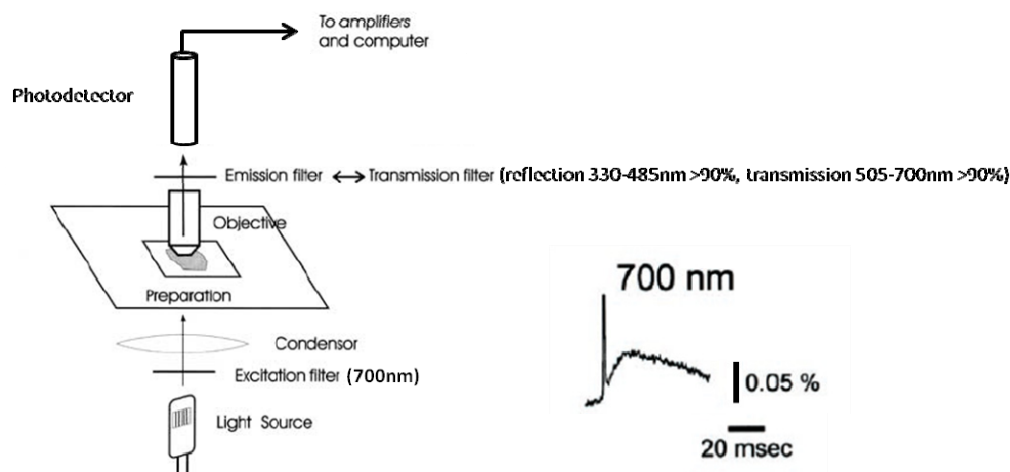 To amplifiers
and computer
Photodetector
Emission filter ↔ Transmission filter (reflection 330-485nm >90%, transmission 505-700nm >90%)
Objective
Preparation
Condensor
Excitation filter (700nm)
Light Source
700 nm
0.05 %
20 msec